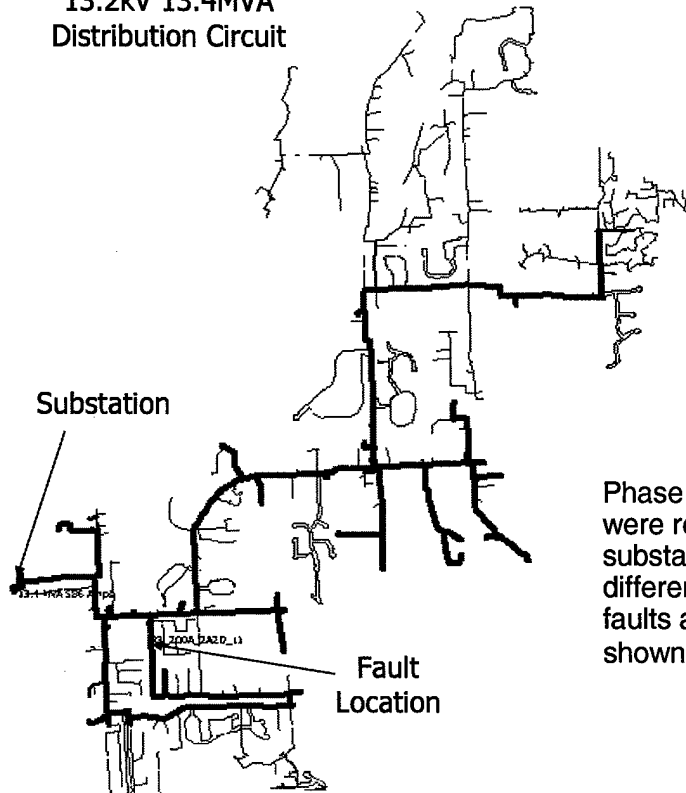 13.2kV 13.4MVA
Distribution Circuit
Substation
Phase
were re
substa
differen
faults a
shown
Fault
Location